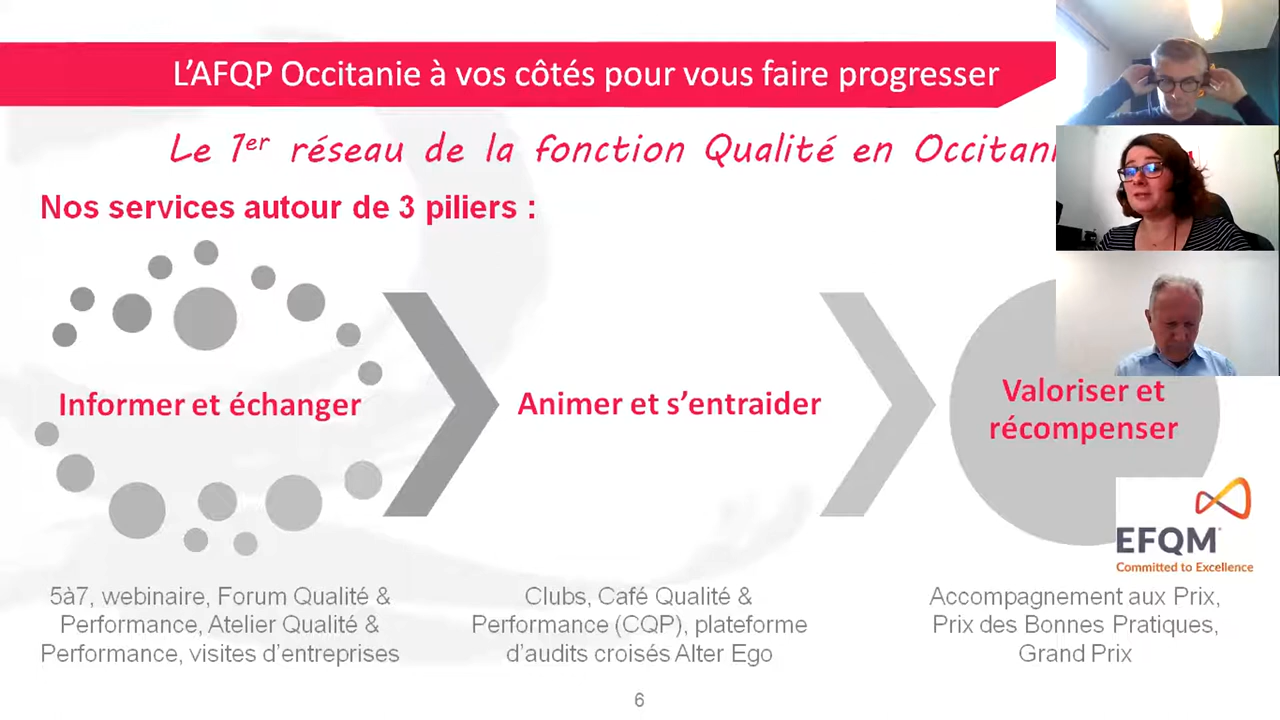 L'AFQP Occitanie à vos côtés pour vous faire progresser
Le 1er réseau de la fonction Qualité en
Nos services autour de 3 piliers :
Informer et échanger
Animer et s'entraider
Valoriser et
récompenser
EFQM
Committed to Excellence
5à7, webinaire, Forum Qualité &
Performance, Atelier Qualité &
Performance, visites d'entreprises
Clubs, Café Qualité &
Performance (CQP), plateforme
d'audits croisés Alter Ego
Accompagnement aux Prix,
Prix des Bonnes Pratiques,
Grand Prix
6